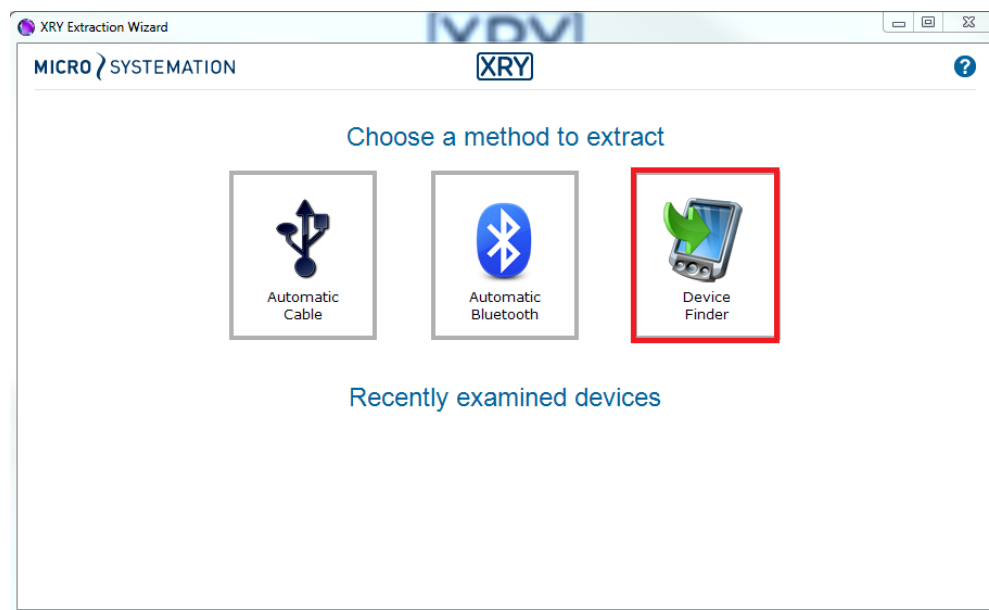 XRY Extraction Wizard
MICRO SYSTEMATION
XRY
?
Choose a method to extract
Automatic
Cable
Automatic
Bluetooth
Device
Finder
Recently examined devices